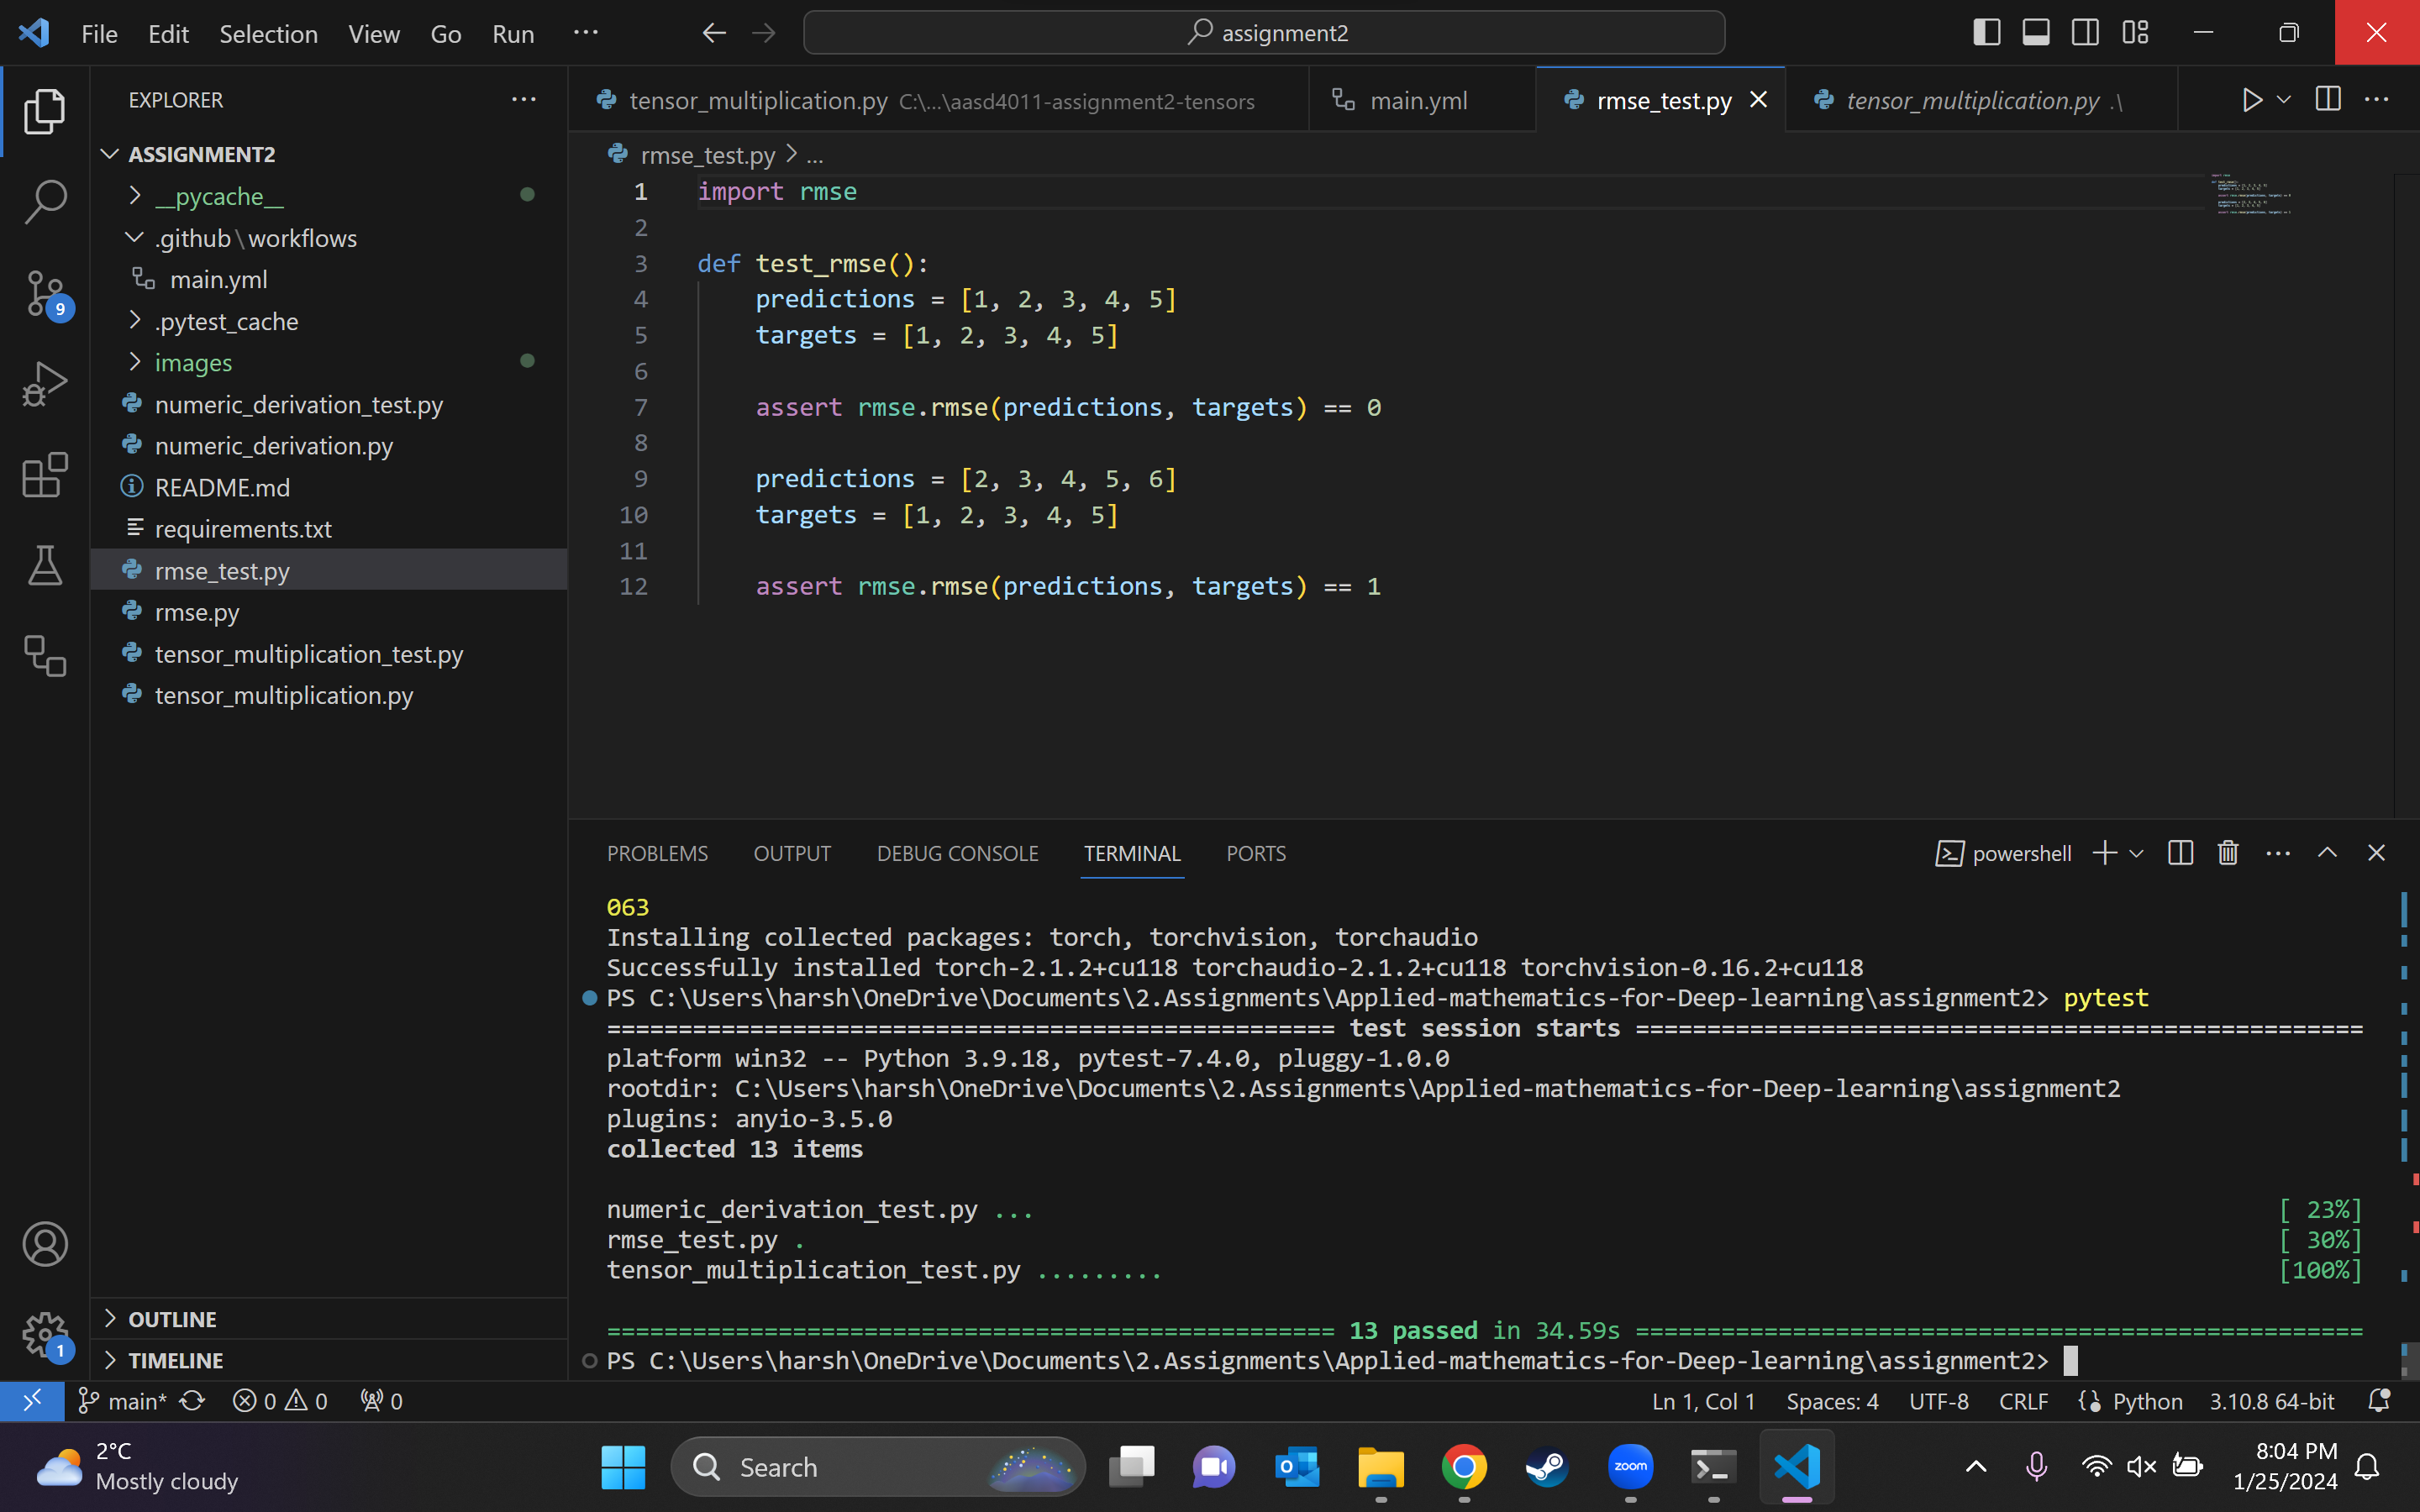 File Edit Selection View Go Run ··· assignment2
EXPLORER ···
ASSIGNMENT2
__pycache__
.github\workflows
main.yml
.pytest_cache
images
numeric_derivation_test.py
numeric_derivation.py
README.md
requirements.txt
rmse_test.py
rmse.py
tensor_multiplication_test.py
tensor_multiplication.py
OUTLINE
TIMELINE
9
1
tensor_multiplication.py C:\...\aasd4011-assignment2-tensors main.yml rmse_test.py tensor_multiplication.py .\
rmse_test.py > ...
1 import rmse
2
3 def test_rmse():
4 predictions = [1, 2, 3, 4, 5]
5 targets = [1, 2, 3, 4, 5]
6
7 assert rmse.rmse(predictions, targets) == 0
8
9 predictions = [2, 3, 4, 5, 6]
10 targets = [1, 2, 3, 4, 5]
11
12 assert rmse.rmse(predictions, targets) == 1
PROBLEMS OUTPUT DEBUG CONSOLE TERMINAL PORTS powershell
063
Installing collected packages: torch, torchvision, torchaudio
Successfully installed torch-2.1.2+cu118 torchaudio-2.1.2+cu118 torchvision-0.16.2+cu118
PS C:\Users\harsh\OneDrive\Documents\2.Assignments\Applied-mathematics-for-Deep-learning\assignment2> pytest
=================================================== test session starts ===================================================
platform win32 -- Python 3.9.18, pytest-7.4.0, pluggy-1.0.0
rootdir: C:\Users\harsh\OneDrive\Documents\2.Assignments\Applied-mathematics-for-Deep-learning\assignment2
plugins: anyio-3.5.0
collected 13 items

numeric_derivation_test.py ... [ 23%]
rmse_test.py . [ 30%]
tensor_multiplication_test.py ......... [100%]

=================================================== 13 passed in 34.59s ===================================================
PS C:\Users\harsh\OneDrive\Documents\2.Assignments\Applied-mathematics-for-Deep-learning\assignment2>
main* 0 0 0 Ln 1, Col 1 Spaces: 4 UTF-8 CRLF Python 3.10.8 64-bit
2°C
Mostly cloudy
Search
zoom
8:04 PM
1/25/2024